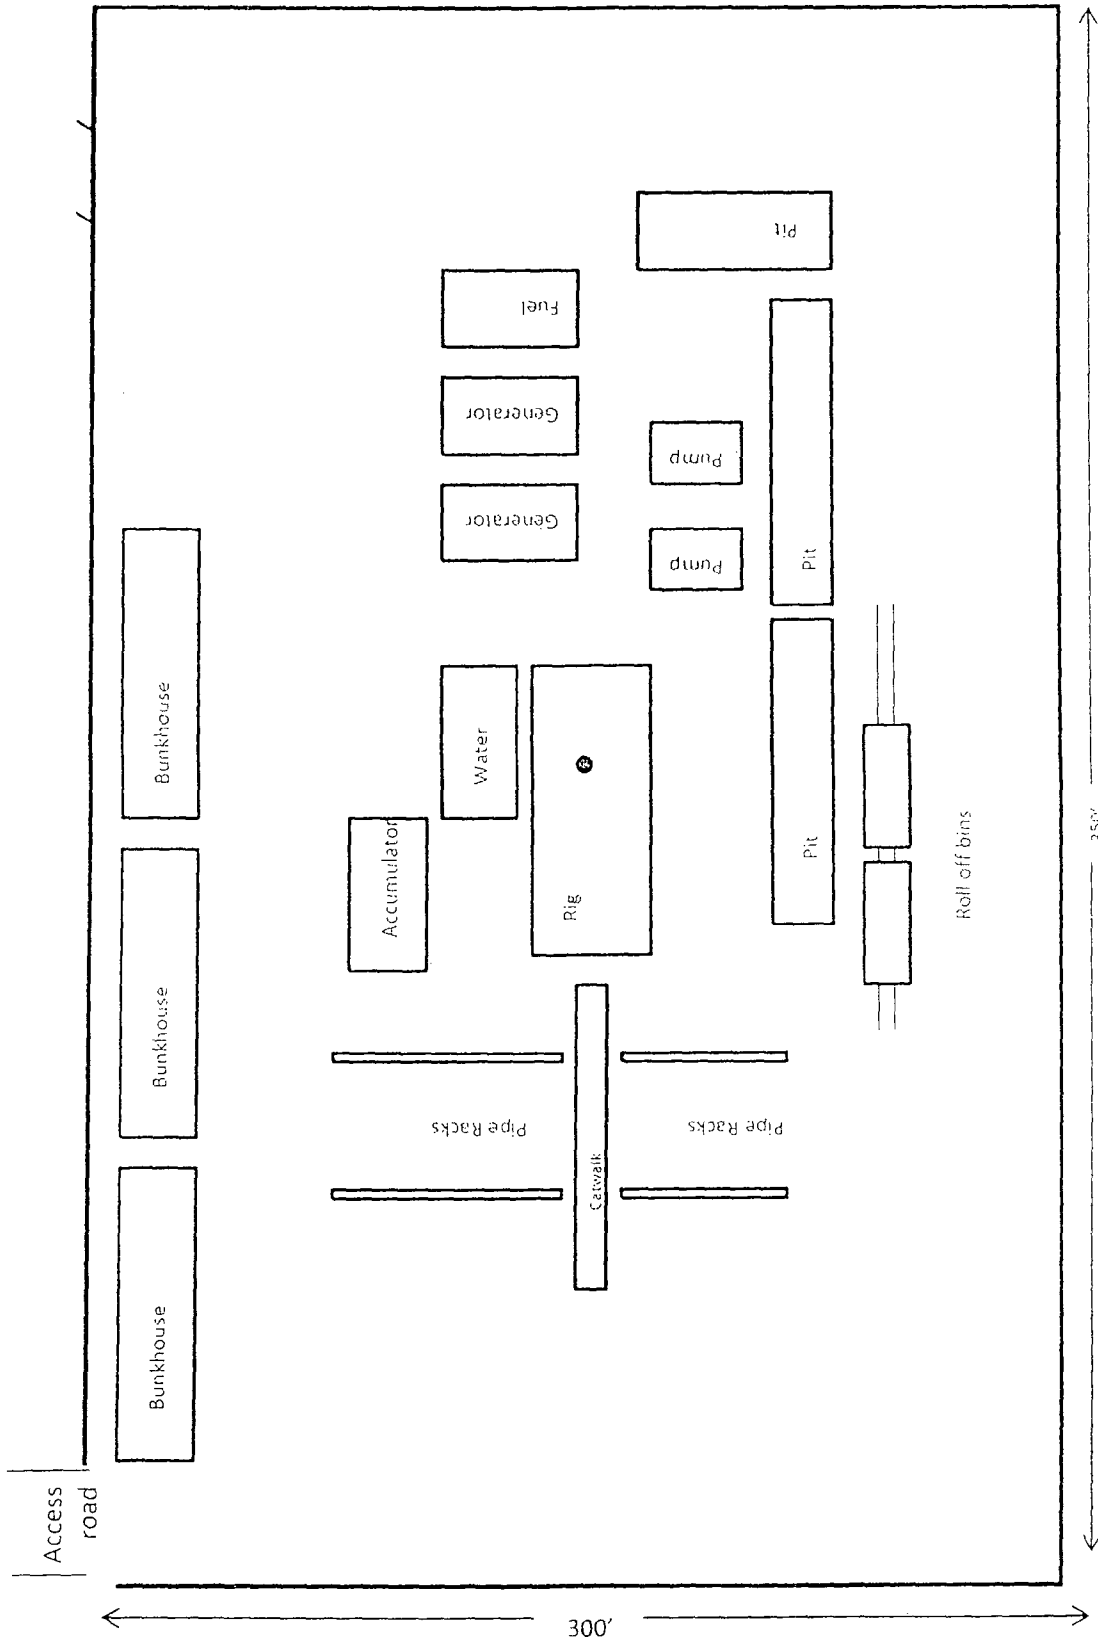 Pit
Fuel
Generator
Pump
Generator
Pump
Pit
Bunkhouse
Water
Accumulator
Rig
Pit
Roll off bins
Bunkhouse
Pipe Racks
Pipe Racks
Catwalk
Bunkhouse
Access
road
300'